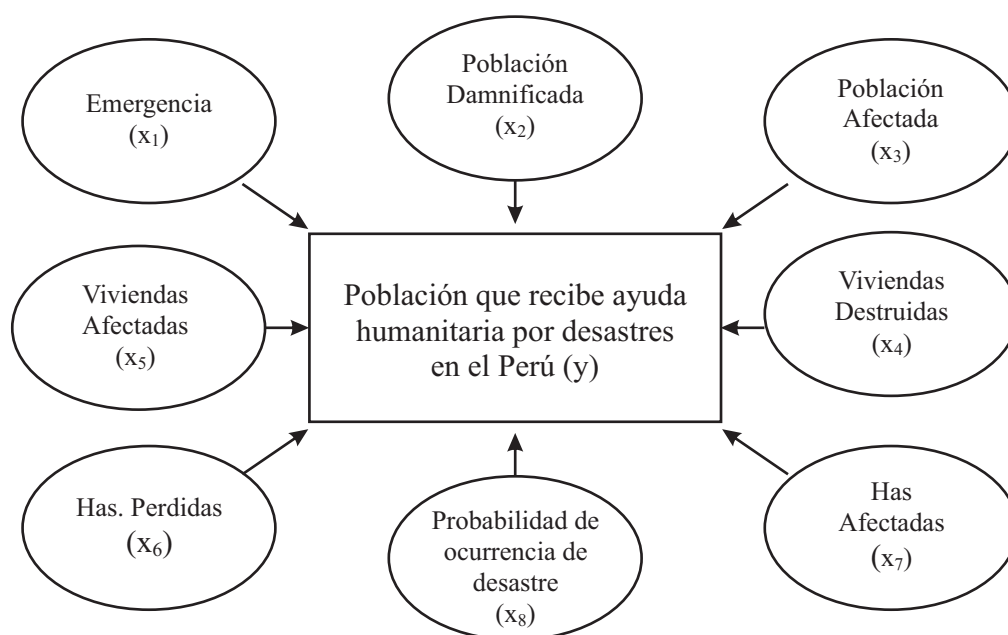 Emergencia
(x₁)
Población
Damnificada
(x₂)
Población
Afectada
(x₃)
Viviendas
Afectadas
(x₅)
Población que recibe ayuda
humanitaria por desastres
en el Perú (y)
Viviendas
Destruidas
(x₄)
Has. Perdidas
(x₆)
Probabilidad de
ocurrencia de
desastre
(x₈)
Has
Afectadas
(x₇)